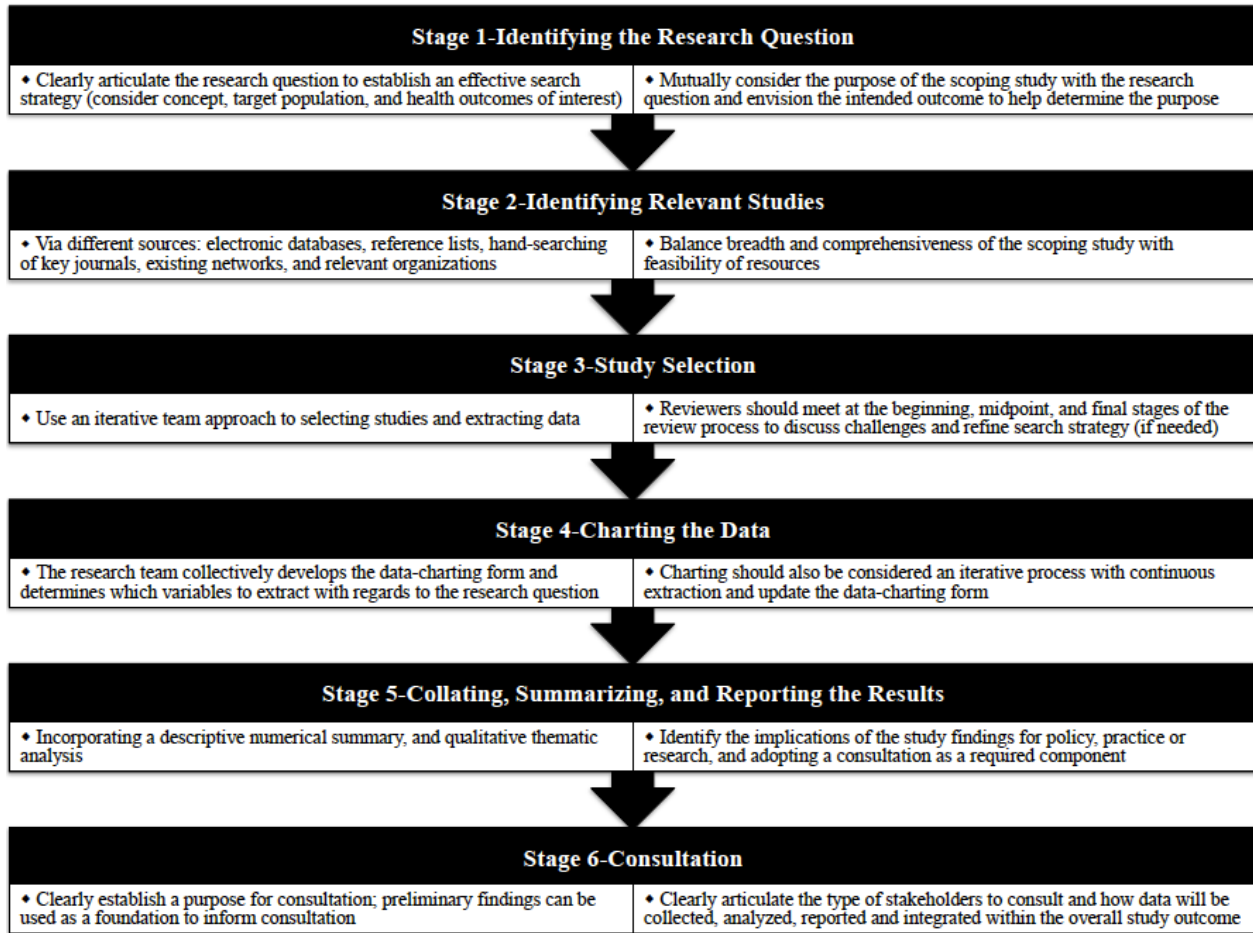 Stage 1-Identifying the Research Question
◆ Clearly articulate the research question to establish an effective search
strategy (consider concept, target population, and health outcomes of interest)
◆ Mutually consider the purpose of the scoping study with the research
question and envision the intended outcome to help determine the purpose
Stage 2-Identifying Relevant Studies
◆ Via different sources: electronic databases, reference lists, hand-searching
of key journals, existing networks, and relevant organizations
◆ Balance breadth and comprehensiveness of the scoping study with
feasibility of resources
Stage 3-Study Selection
◆ Use an iterative team approach to selecting studies and extracting data
◆ Reviewers should meet at the beginning, midpoint, and final stages of the
review process to discuss challenges and refine search strategy (if needed)
Stage 4-Charting the Data
◆ The research team collectively develops the data-charting form and
determines which variables to extract with regards to the research question
◆ Charting should also be considered an iterative process with continuous
extraction and update the data-charting form
Stage 5-Collating, Summarizing, and Reporting the Results
◆ Incorporating a descriptive numerical summary, and qualitative thematic
analysis
◆ Identify the implications of the study findings for policy, practice or
research, and adopting a consultation as a required component
Stage 6-Consultation
◆ Clearly establish a purpose for consultation; preliminary findings can be
used as a foundation to inform consultation
◆ Clearly articulate the type of stakeholders to consult and how data will be
collected, analyzed, reported and integrated within the overall study outcome